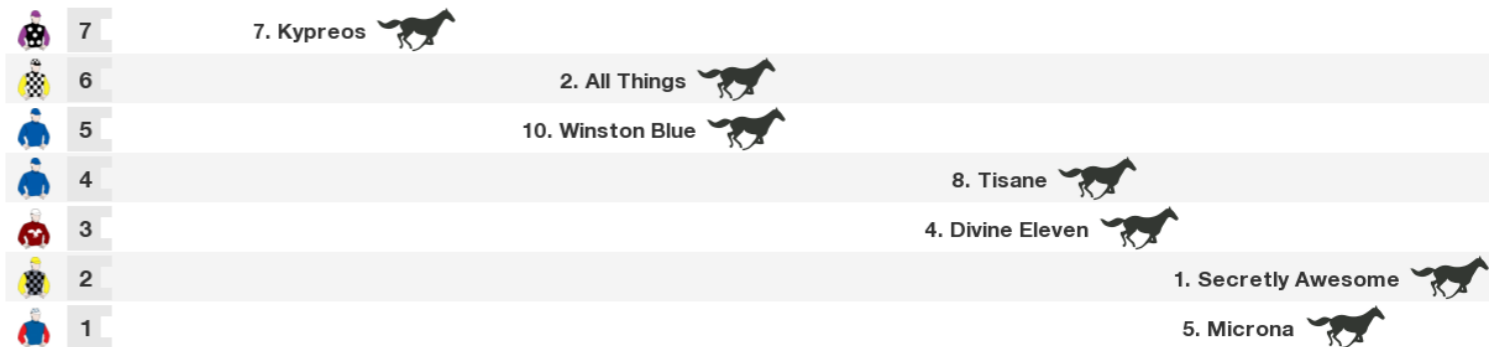 7 7. Kypreos
6 2. All Things
5 10. Winston Blue
4 8. Tisane
3 4. Divine Eleven
2 1. Secretly Awesome
1 5. Microna